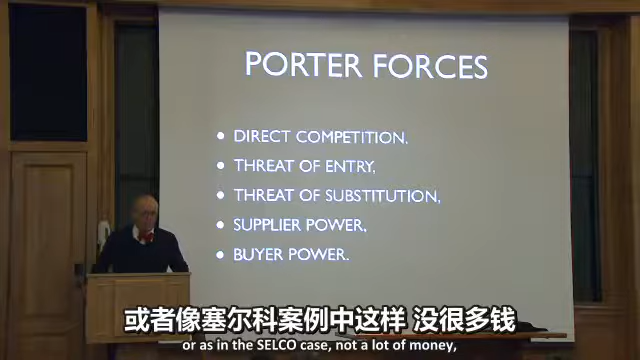 PORTER FORCES
• DIRECT COMPETITION.
• THREAT OF ENTRY,
• THREAT OF SUBSTITUTION,
• SUPPLIER POWER,
• BUYER POWER.
或者像塞尔科案例中这样 没很多钱
or as in the SELCO case, not a lot of money,